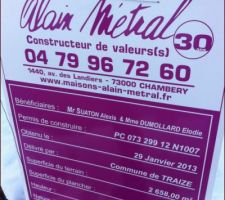 Alain Métral
Constructeur de valeurs(s)
30
04 79 96 72 60
1440, av. des Landiers - 73000 CHAMBERY
www.maisons-alain-metral.fr
Bénéficiaires : Mr SUATON Alexis & Mme DUMOLLARD Elodie
Permis de construire : PC 073 299 12 N1007
Obtenu le : 29 Janvier 2013
Délivré par : Commune de TRAIZE
Superficie du terrain : 2 658.00 m²
Superficie du plancher :
Hauteur :